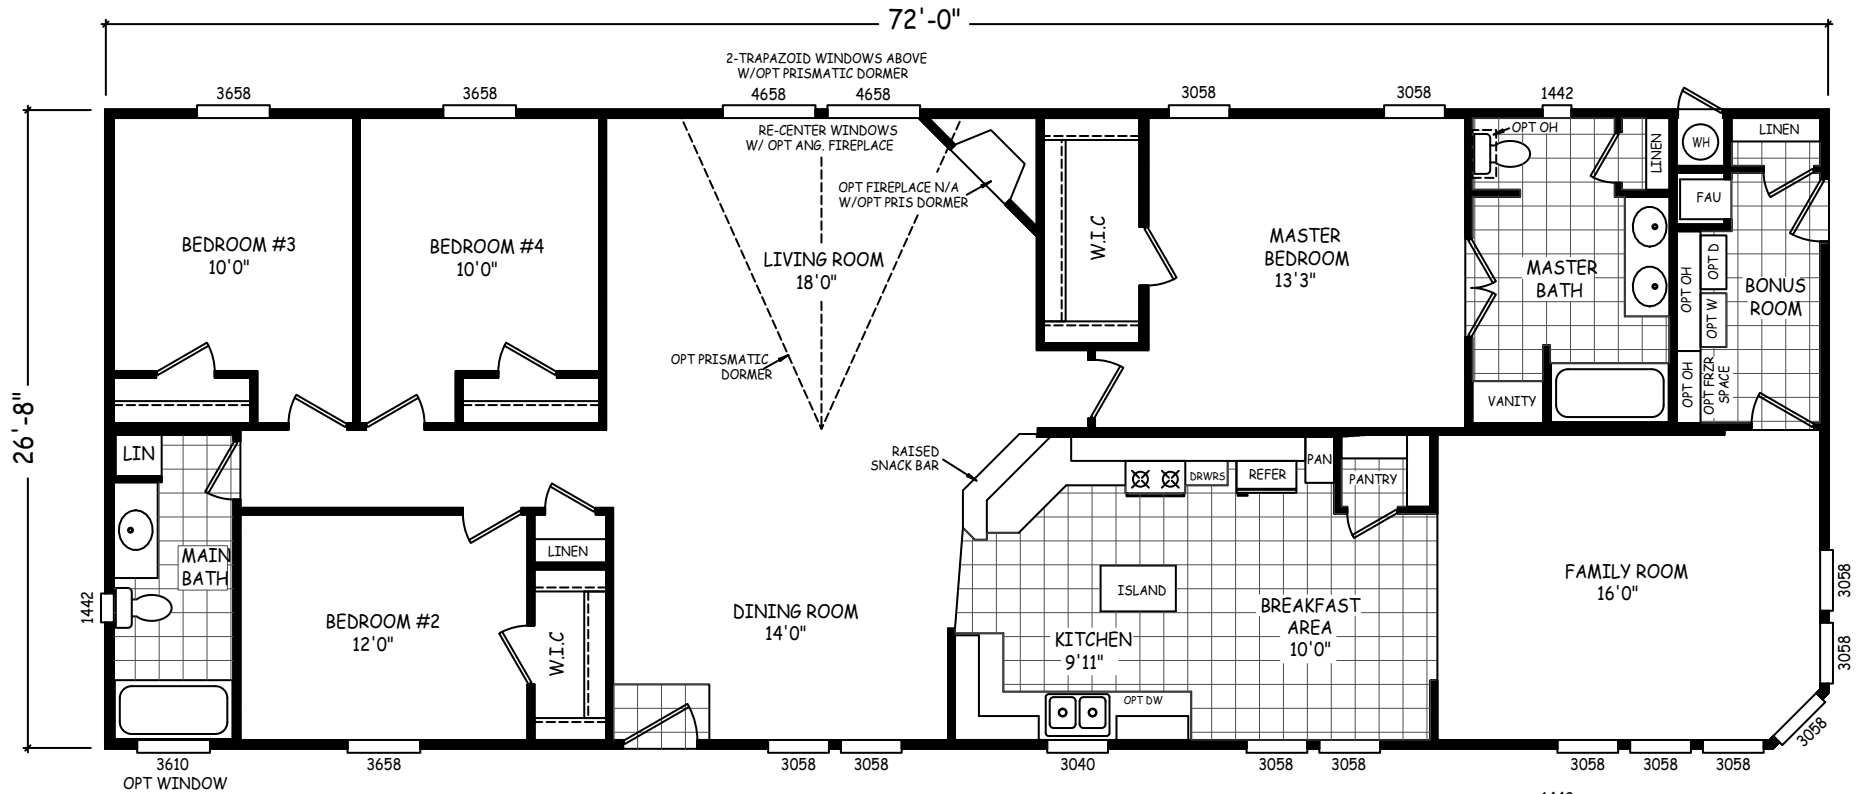 72'-0"
2-TRAPAZOID WINDOWS ABOVE
W/OPT PRISMATIC DORMER
3658
3658
4658
4658
3058
3058
1442
RE-CENTER WINDOWS
W/ OPT ANG. FIREPLACE
OPT FIREPLACE N/A
W/OPT PRIS DORMER
OPT OH
LINEN
WH
LINEN
FAU
26'-8"
BEDROOM #3
10'0"
BEDROOM #4
10'0"
LIVING ROOM
18'0"
W.I.C
MASTER
BEDROOM
13'3"
MASTER
BATH
OPT OH
OPT D
OPT W
BONUS
ROOM
OPT PRISMATIC
DORMER
VANITY
OPT OH
OPT FRZR
SPACE
LIN
RAISED
SNACK BAR
DRWRS
REFER
PAN
PANTRY
MAIN
BATH
LINEN
1442
BEDROOM #2
12'0"
W.I.C
DINING ROOM
14'0"
ISLAND
KITCHEN
9'11"
BREAKFAST
AREA
10'0"
FAMILY ROOM
16'0"
3058
3058
OPT DW
3058
3610
OPT WINDOW
3658
3058
3058
3040
3058
3058
3058
3058
3058